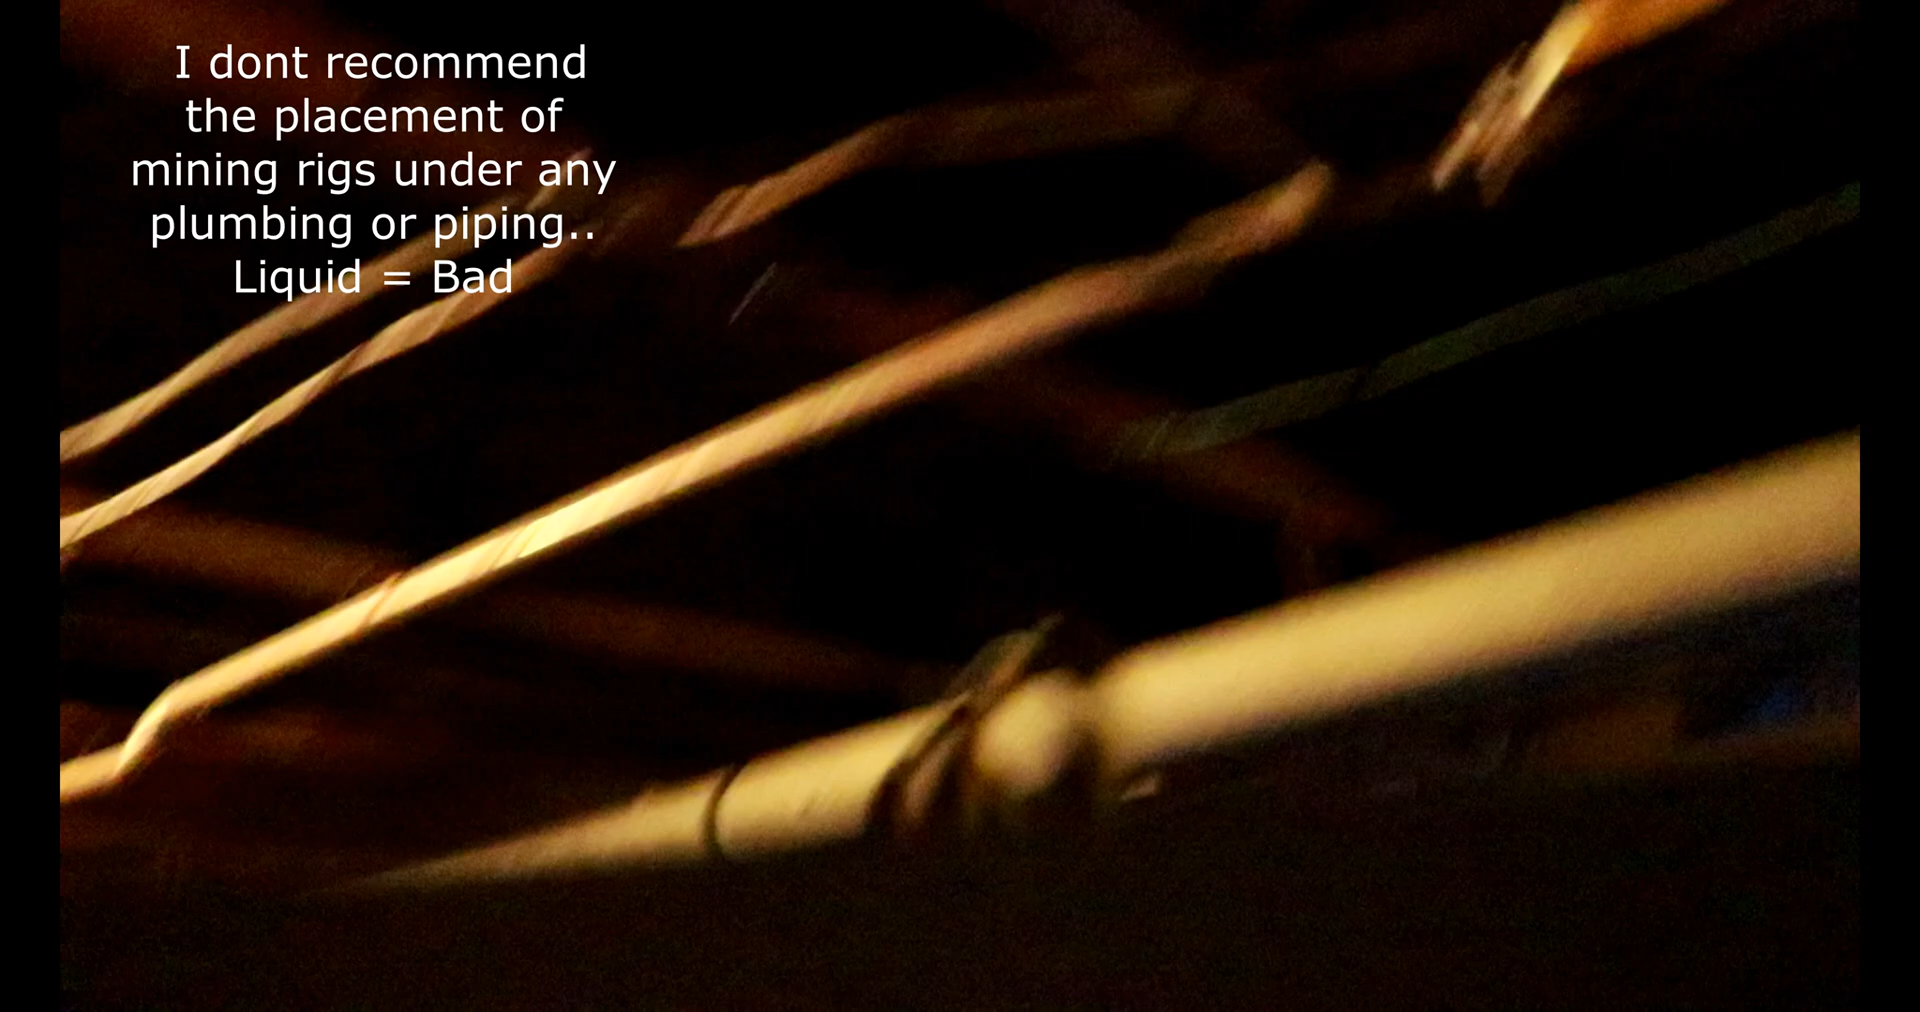 I dont recommend
the placement of
mining rigs under any
plumbing or piping..
Liquid = Bad